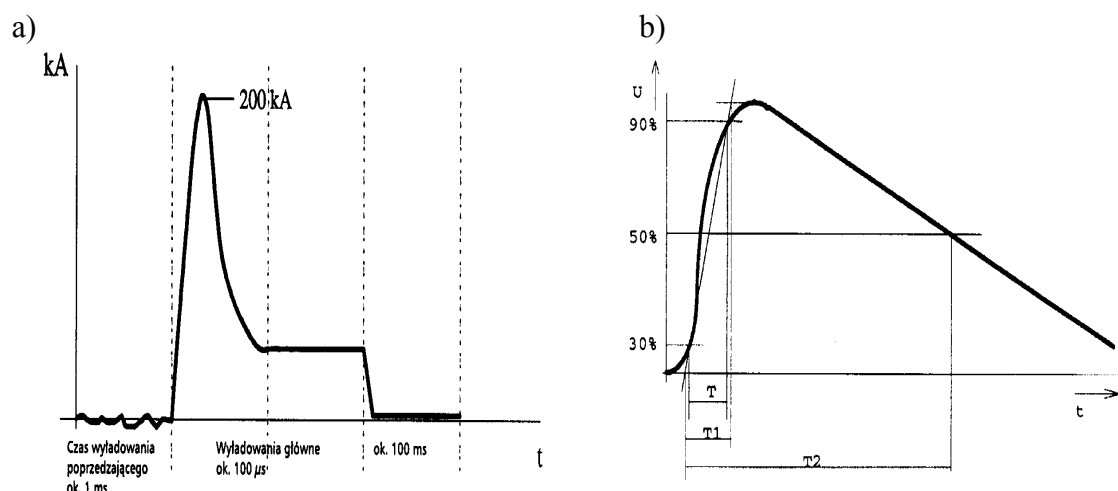 a)
kA
200 kA
Czas wyładowania
poprzedzającego
ok. 1 ms
Wyładowania główne
ok. 100 µs
ok. 100 ms
t
b)
U
90%
50%
30%
T
T1
T2
t